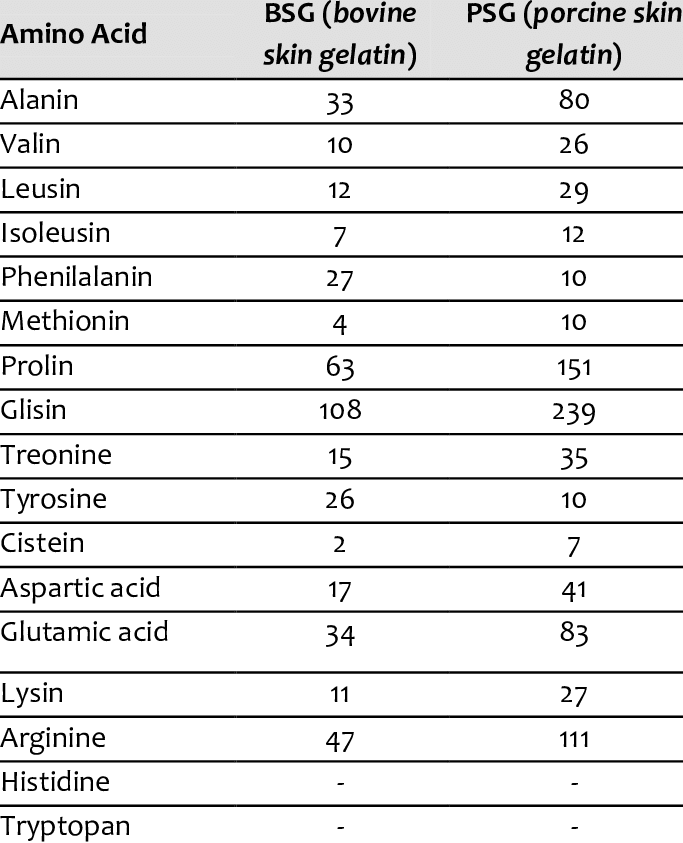 Amino Acid BSG (bovine skin gelatin) PSG (porcine skin gelatin)
Alanin 33 80
Valin 10 26
Leusin 12 29
Isoleusin 7 12
Phenilalanin 27 10
Methionin 4 10
Prolin 63 151
Glisin 108 239
Treonine 15 35
Tyrosine 26 10
Cistein 2 7
Aspartic acid 17 41
Glutamic acid 34 83
Lysin 11 27
Arginine 47 111
Histidine - -
Tryptopan - -